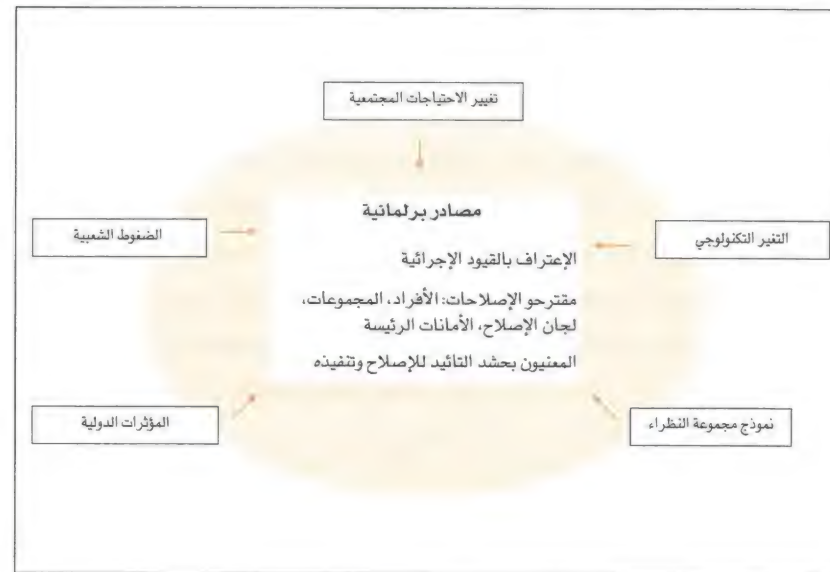 تغيير الاحتياجات المجتمعية
مصادر برلمانية
الضغوط الشعبية
التغير التكنولوجي
الإعتراف بالقيود الإجرائية
مقترحو الإصلاحات: الأفراد، المجموعات،
لجان الإصلاح، الأمانات الرئيسة
المعنيون بحشد التائيد للإصلاح وتنفيذه
المؤثرات الدولية
نموذج مجموعة النظراء